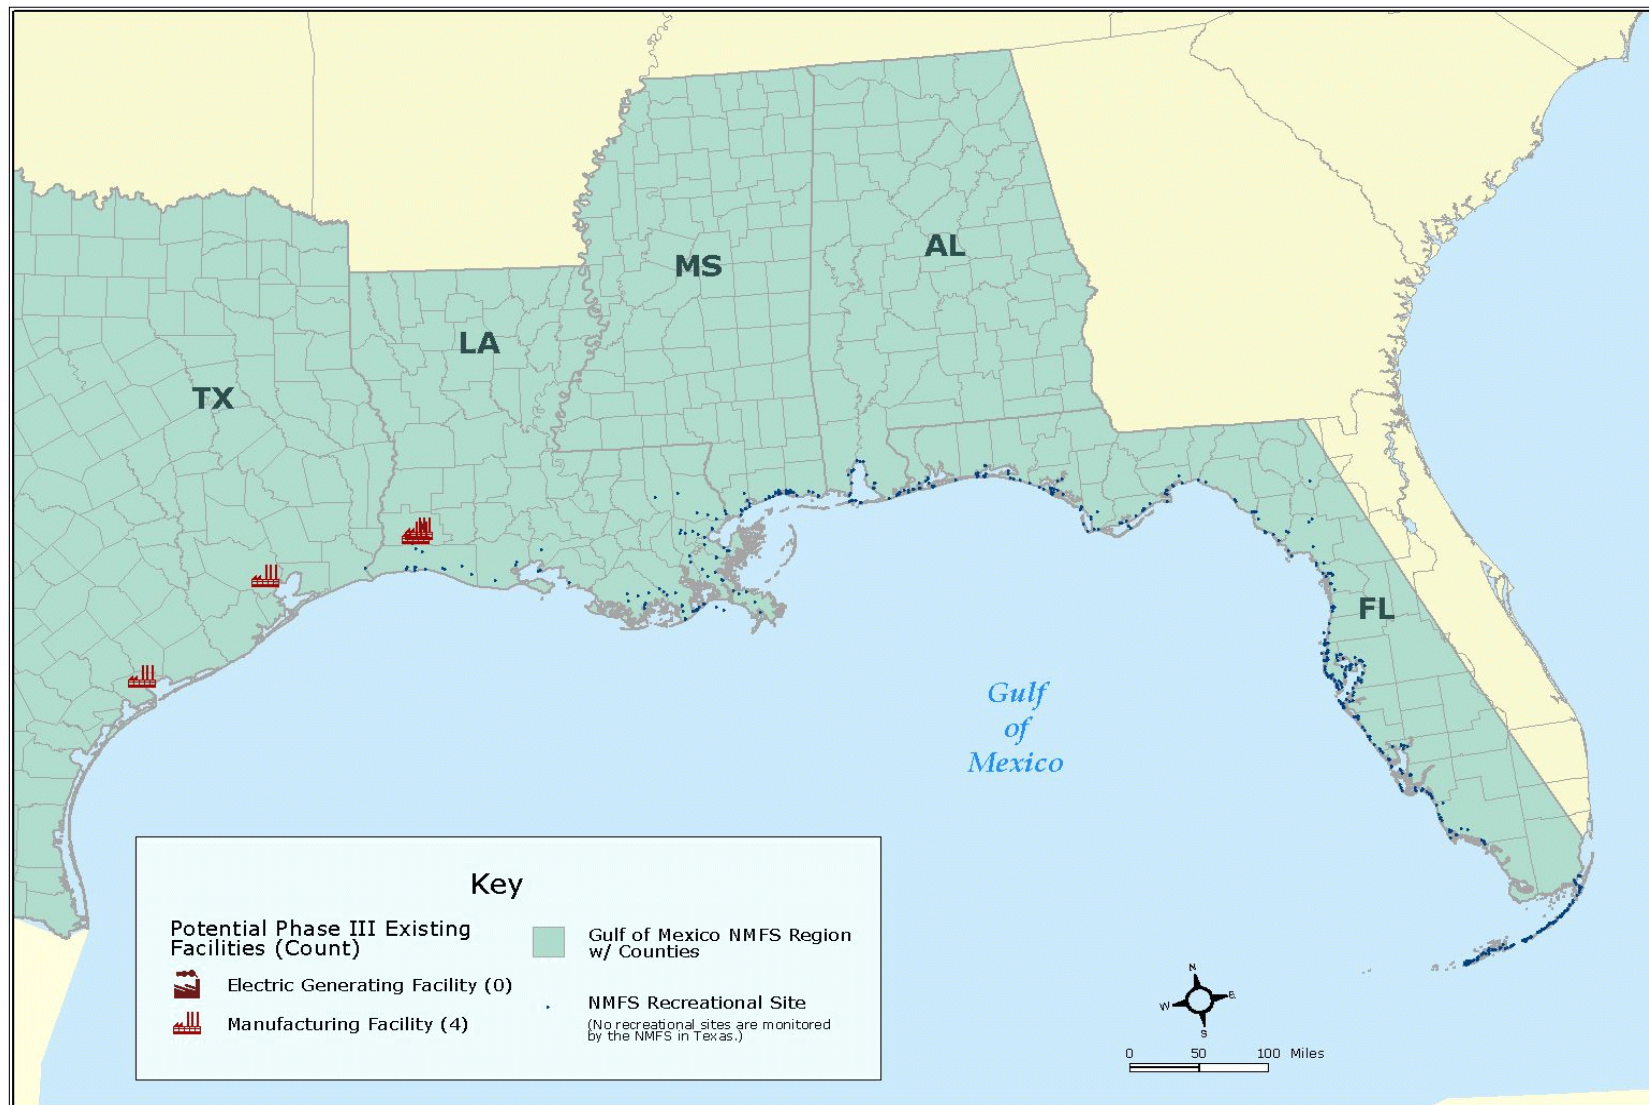 MS
AL
LA
TX
FL
Gulf
of
Mexico
Key
Potential Phase III Existing
Facilities (Count)
Electric Generating Facility (0)
Manufacturing Facility (4)
Gulf of Mexico NMFS Region
w/ Counties
NMFS Recreational Site
(No recreational sites are monitored
by the NMFS in Texas.)
N
W E
S
0 50 100 Miles